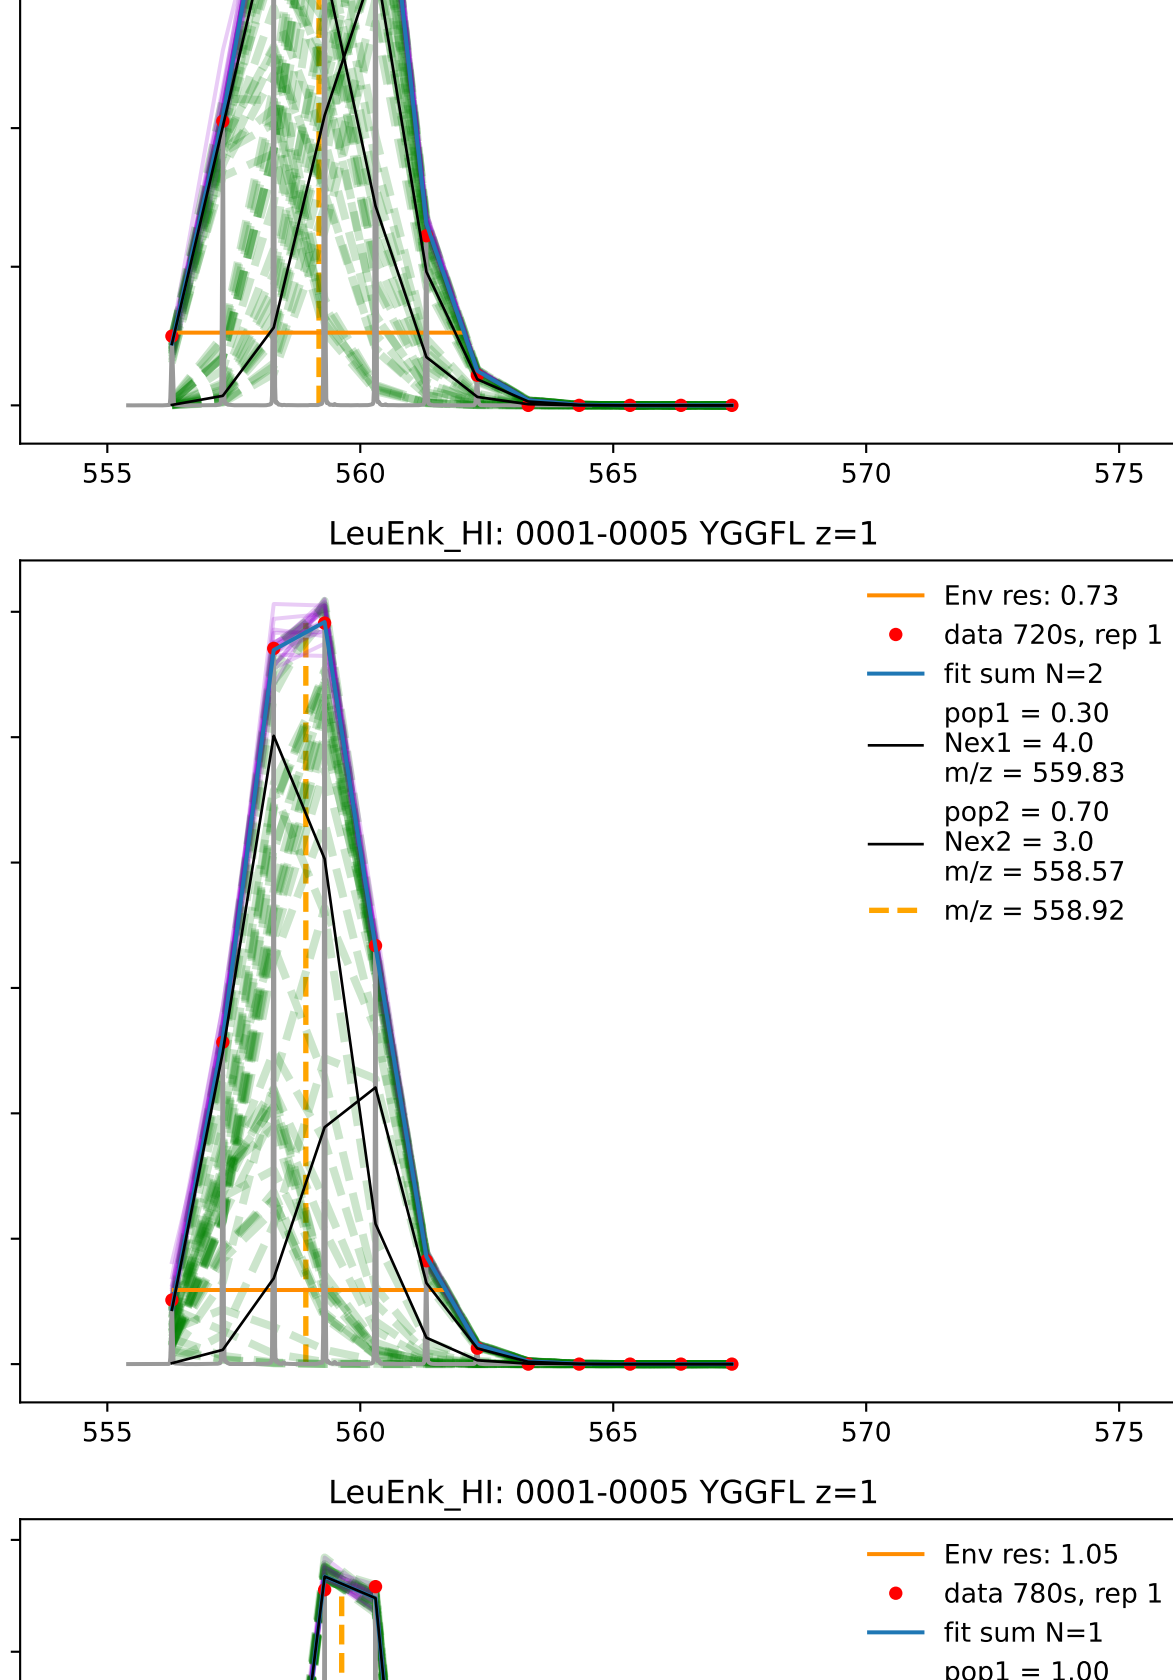 555 560 565 570 575
LeuEnk_HI: 0001-0005 YGGFL z=1
Env res: 0.73
data 720s, rep 1
fit sum N=2
pop1 = 0.30
Nex1 = 4.0
m/z = 559.83
pop2 = 0.70
Nex2 = 3.0
m/z = 558.57
m/z = 558.92
555 560 565 570 575
LeuEnk_HI: 0001-0005 YGGFL z=1
Env res: 1.05
data 780s, rep 1
fit sum N=1
pop1 = 1.00